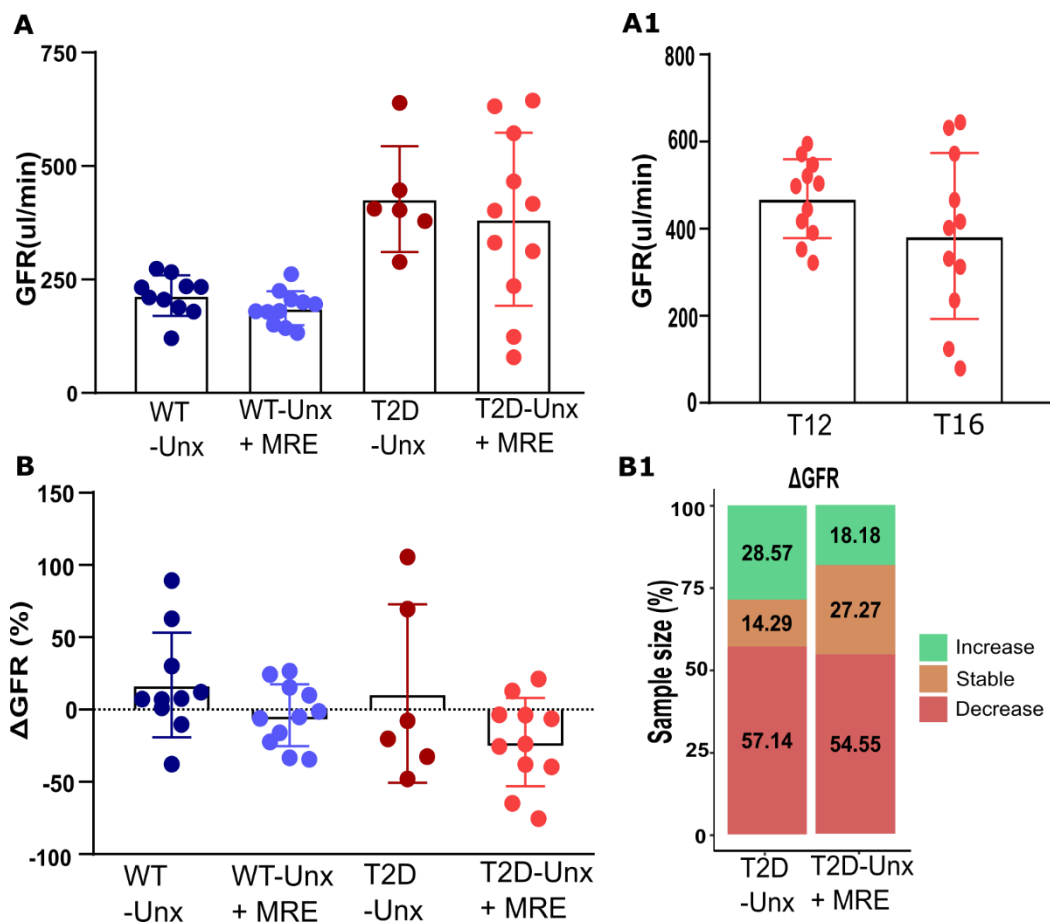 A
750
500
250
0
GFR(ul/min)
WT
-Unx
WT-Unx
+ MRE
T2D
-Unx
T2D-Unx
+ MRE
A1
800
600
400
200
0
GFR(ul/min)
T12
T16
B
150
100
50
0
-50
-100
ΔGFR (%)
WT
-Unx
WT-Unx
+ MRE
T2D
-Unx
T2D-Unx
+ MRE
B1
ΔGFR
100
75
50
25
0
Sample size (%)
28.57
14.29
57.14
18.18
27.27
54.55
T2D
-Unx
T2D-Unx
+ MRE
Increase
Stable
Decrease